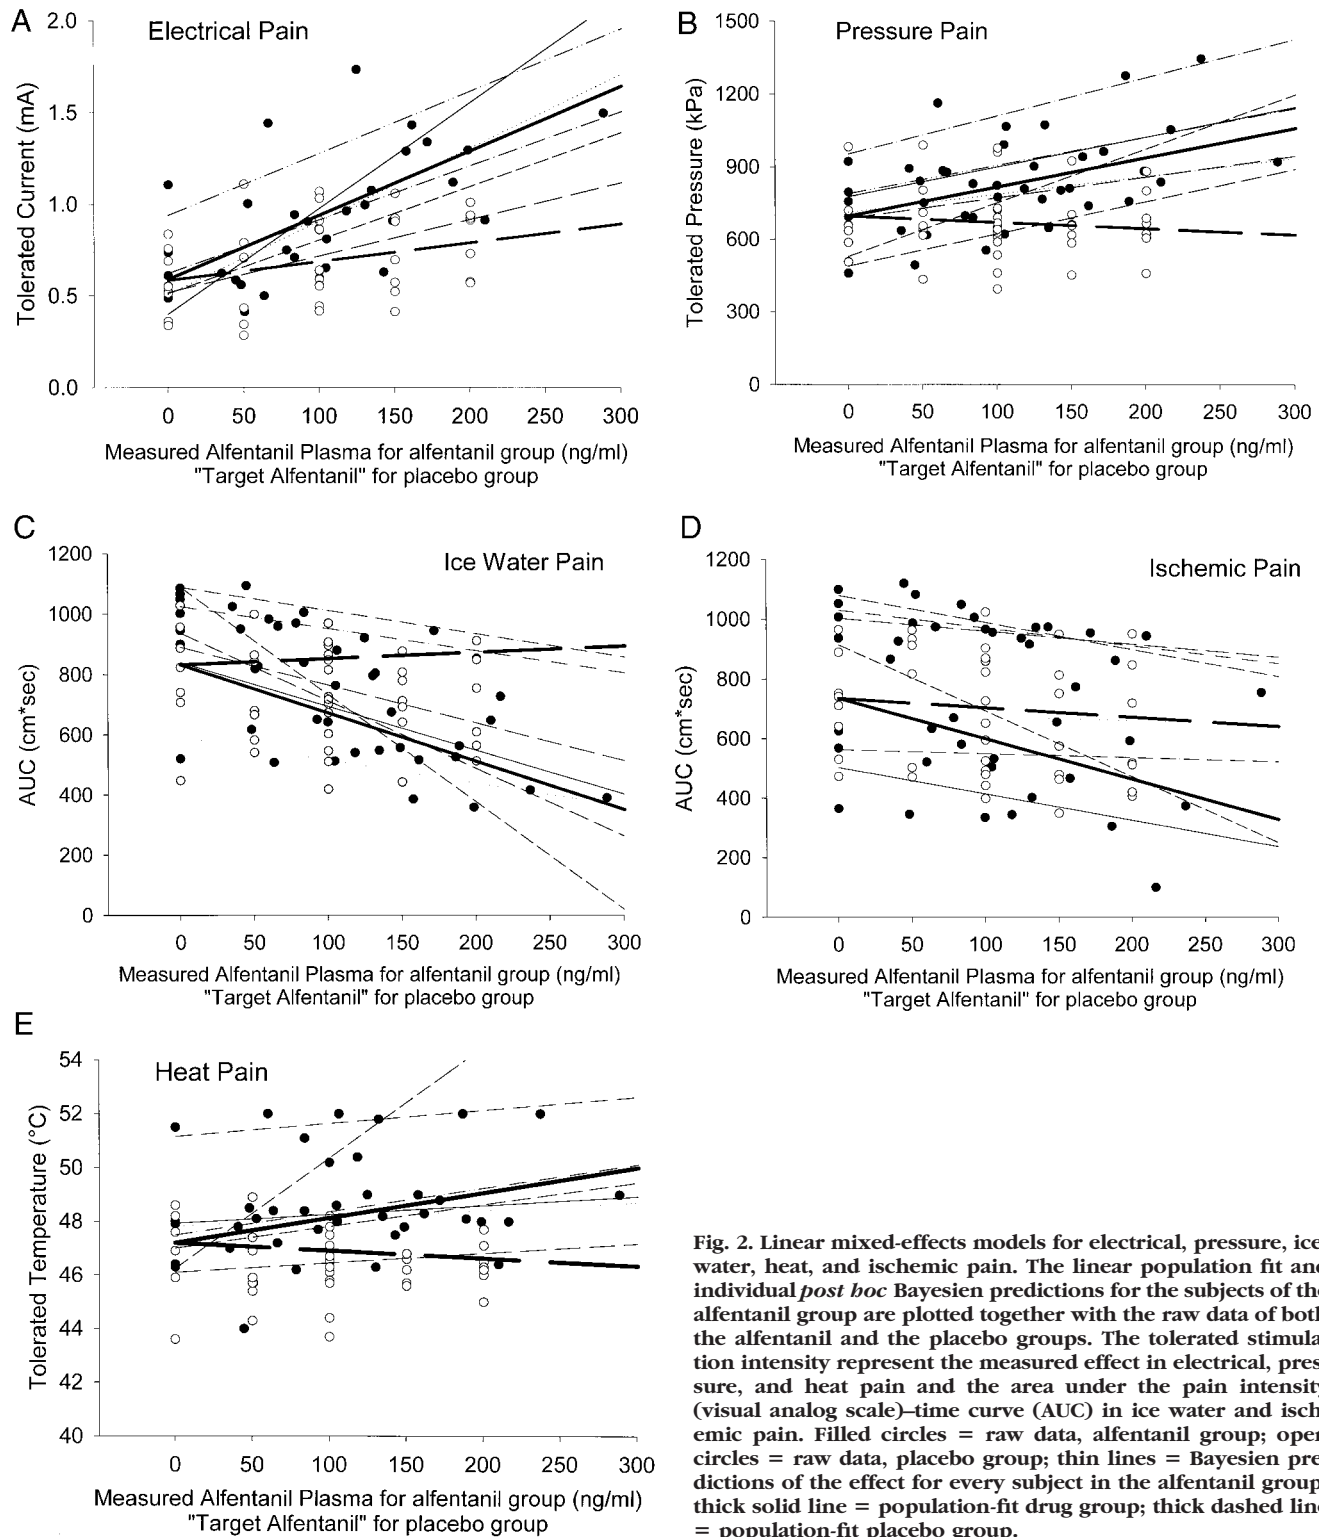 A
Electrical Pain
2.0
1.5
1.0
0.5
0.0
Tolerated Current (mA)
0 50 100 150 200 250 300
Measured Alfentanil Plasma for alfentanil group (ng/ml)
"Target Alfentanil" for placebo group
B
Pressure Pain
1500
1200
900
600
300
0
Tolerated Pressure (kPa)
0 50 100 150 200 250 300
Measured Alfentanil Plasma for alfentanil group (ng/ml)
"Target Alfentanil" for placebo group
C
Ice Water Pain
1200
1000
800
600
400
200
0
AUC (cm*sec)
0 50 100 150 200 250 300
Measured Alfentanil Plasma for alfentanil group (ng/ml)
"Target Alfentanil" for placebo group
D
Ischemic Pain
1200
1000
800
600
400
200
0
AUC (cm*sec)
0 50 100 150 200 250 300
Measured Alfentanil Plasma for alfentanil group (ng/ml)
"Target Alfentanil" for placebo group
E
Heat Pain
54
52
50
48
46
44
42
40
Tolerated Temperature (°C)
0 50 100 150 200 250 300
Measured Alfentanil Plasma for alfentanil group (ng/ml)
"Target Alfentanil" for placebo group
Fig. 2. Linear mixed-effects models for electrical, pressure, ice
water, heat, and ischemic pain. The linear population fit and
individual post hoc Bayesien predictions for the subjects of the
alfentanil group are plotted together with the raw data of both
the alfentanil and the placebo groups. The tolerated stimula
tion intensity represent the measured effect in electrical, pres
sure, and heat pain and the area under the pain intensity
(visual analog scale)–time curve (AUC) in ice water and isch
emic pain. Filled circles = raw data, alfentanil group; open
circles = raw data, placebo group; thin lines = Bayesien pre
dictions of the effect for every subject in the alfentanil group
thick solid line = population-fit drug group; thick dashed line
= population-fit placebo group.